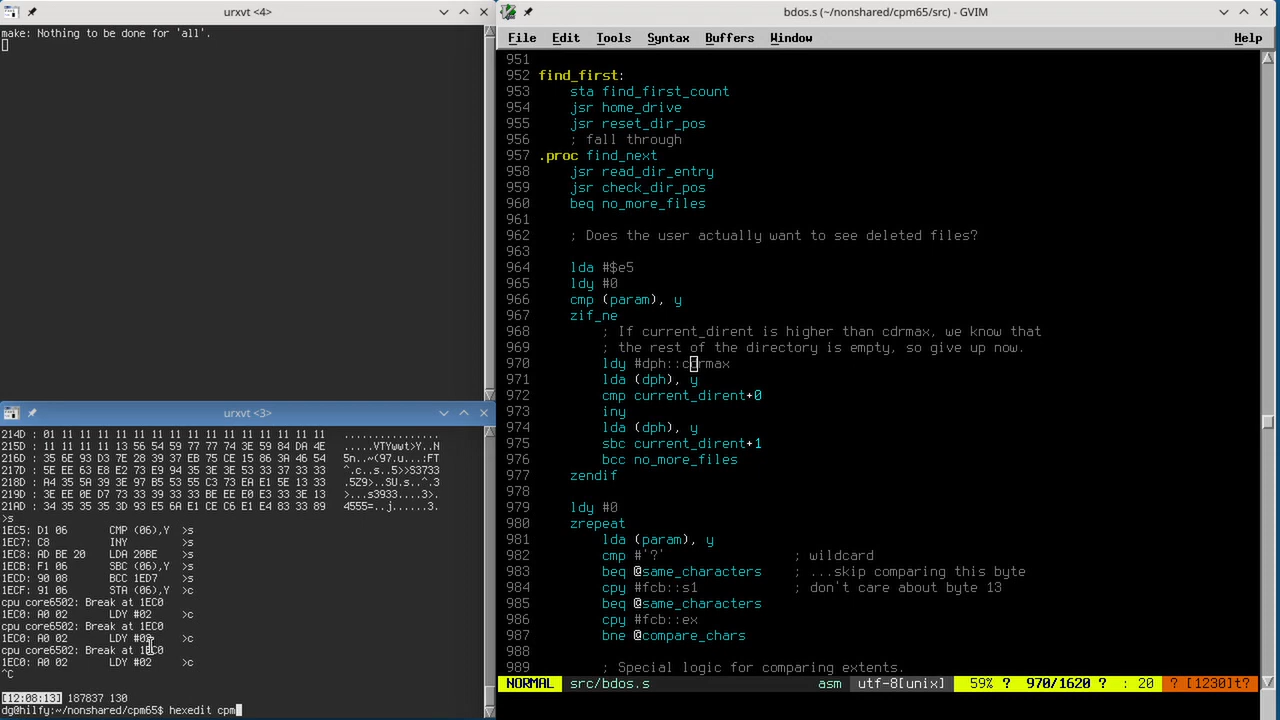 urxvt <4>
make: Nothing to be done for 'all'.
urxvt <3>
214D : 01 11 11 11 11 11 11 11 11 11 11 11 11 11 11 11 ................
215D : 11 11 11 13 56 54 59 77 77 74 3E 59 84 DA 4E .....VTYwwt>Y..N
216D : 35 6E 93 D7 7E 28 39 37 EB 75 CE 15 86 3A 46 54 5n..~(97.u...:FT
217D : 5E EE 63 E8 E2 73 E9 94 35 3E 3E 53 37 33 33 ^.c..s..5>>S3733
218D : A4 35 5A 39 3E 97 B5 53 55 C3 73 EA E1 5E 13 33 .5Z9>..SU.s..^.3
219D : 3E EE 0E D7 73 33 39 33 33 BE EE E0 E3 33 3E 13 >...s3933....3>.
21AD : 34 35 35 35 3D 93 E5 6A E1 CE C6 E1 E4 83 33 89 4555=..j......3.
>s
1EC5: D1 06 CMP (06),Y >s
1EC7: C8 INY >s
1EC8: AD BE 20 LDA 20BE >s
1ECB: F1 06 SBC (06),Y >s
1ECD: 90 08 BCC 1ED7 >s
1ECF: 91 06 STA (06),Y >c
cpu core6502: Break at 1EC0
1EC0: A0 02 LDY #02 >c
cpu core6502: Break at 1EC0
1EC0: A0 02 LDY #02 >c
cpu core6502: Break at 1EC0
1EC0: A0 02 LDY #02 >c
^C
[12:08:13] 187837 130
dg@hilfy:~/nonshared/cpm65$ hexedit cpm
bdos.s (~/nonshared/cpm65/src) - GVIM
File Edit Tools Syntax Buffers Window Help
951
952 find_first:
953 sta find_first_count
954 jsr home_drive
955 jsr reset_dir_pos
956 ; fall through
957 .proc find_next
958 jsr read_dir_entry
959 jsr check_dir_pos
960 beq no_more_files
961
962 ; Does the user actually want to see deleted files?
963
964 lda #$e5
965 ldy #0
966 cmp (param), y
967 zif_ne
968 ; If current_dirent is higher than cdrmax, we know that
969 ; the rest of the directory is empty, so give up now.
970 ldy #dph::cdrmax
971 lda (dph), y
972 cmp current_dirent+0
973 iny
974 lda (dph), y
975 sbc current_dirent+1
976 bcc no_more_files
977 zendif
978
979 ldy #0
980 zrepeat
981 lda (param), y
982 cmp #'?' ; wildcard
983 beq @same_characters ; ...skip comparing this byte
984 cpy #fcb::s1 ; don't care about byte 13
985 beq @same_characters
986 cpy #fcb::ex
987 bne @compare_chars
988 ; Special logic for comparing extents.
989
NORMAL src/bdos.s asm utf-8[unix] 59% ? 970/1620 ? : 20 ? [1230]t?